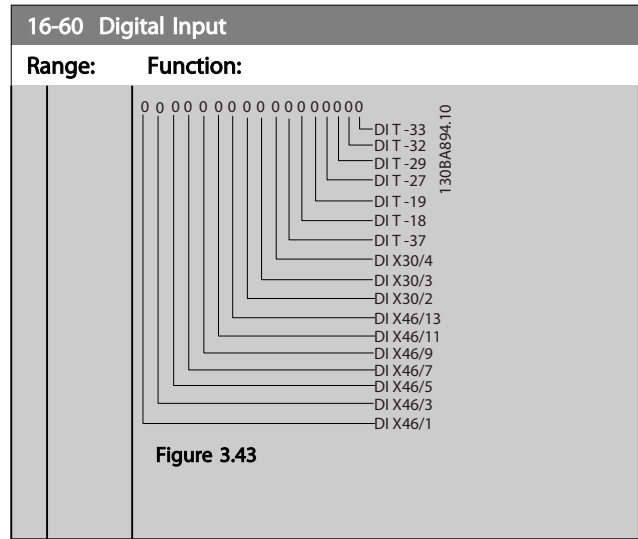 16-60 Digital Input
Range: Function:
0 0 0 0 0 0 0 0 0 0 0 0 0 0 0 0 0
DI T -33
DI T -32
DI T -29
DI T -27
DI T -19
DI T -18
DI T -37
DI X30/4
DI X30/3
DI X30/2
DI X46/13
DI X46/11
DI X46/9
DI X46/7
DI X46/5
DI X46/3
DI X46/1
130BA894.10
Figure 3.43